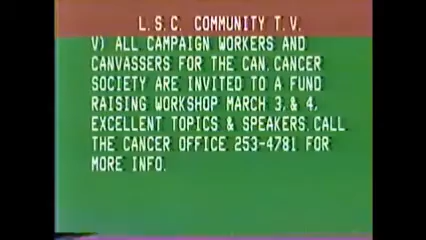 L.S.C. COMMUNITY T.V.
V) ALL CAMPAIGN WORKERS AND
CANVASSERS FOR THE CAN.CANCER
SOCIETY ARE INVITED TO A FUND
RAISING WORKSHOP MARCH 3,& 4.
EXCELLENT TOPICS & SPEAKERS.CALL
THE CANCER OFFICE 253-4781 FOR
MORE INFO.